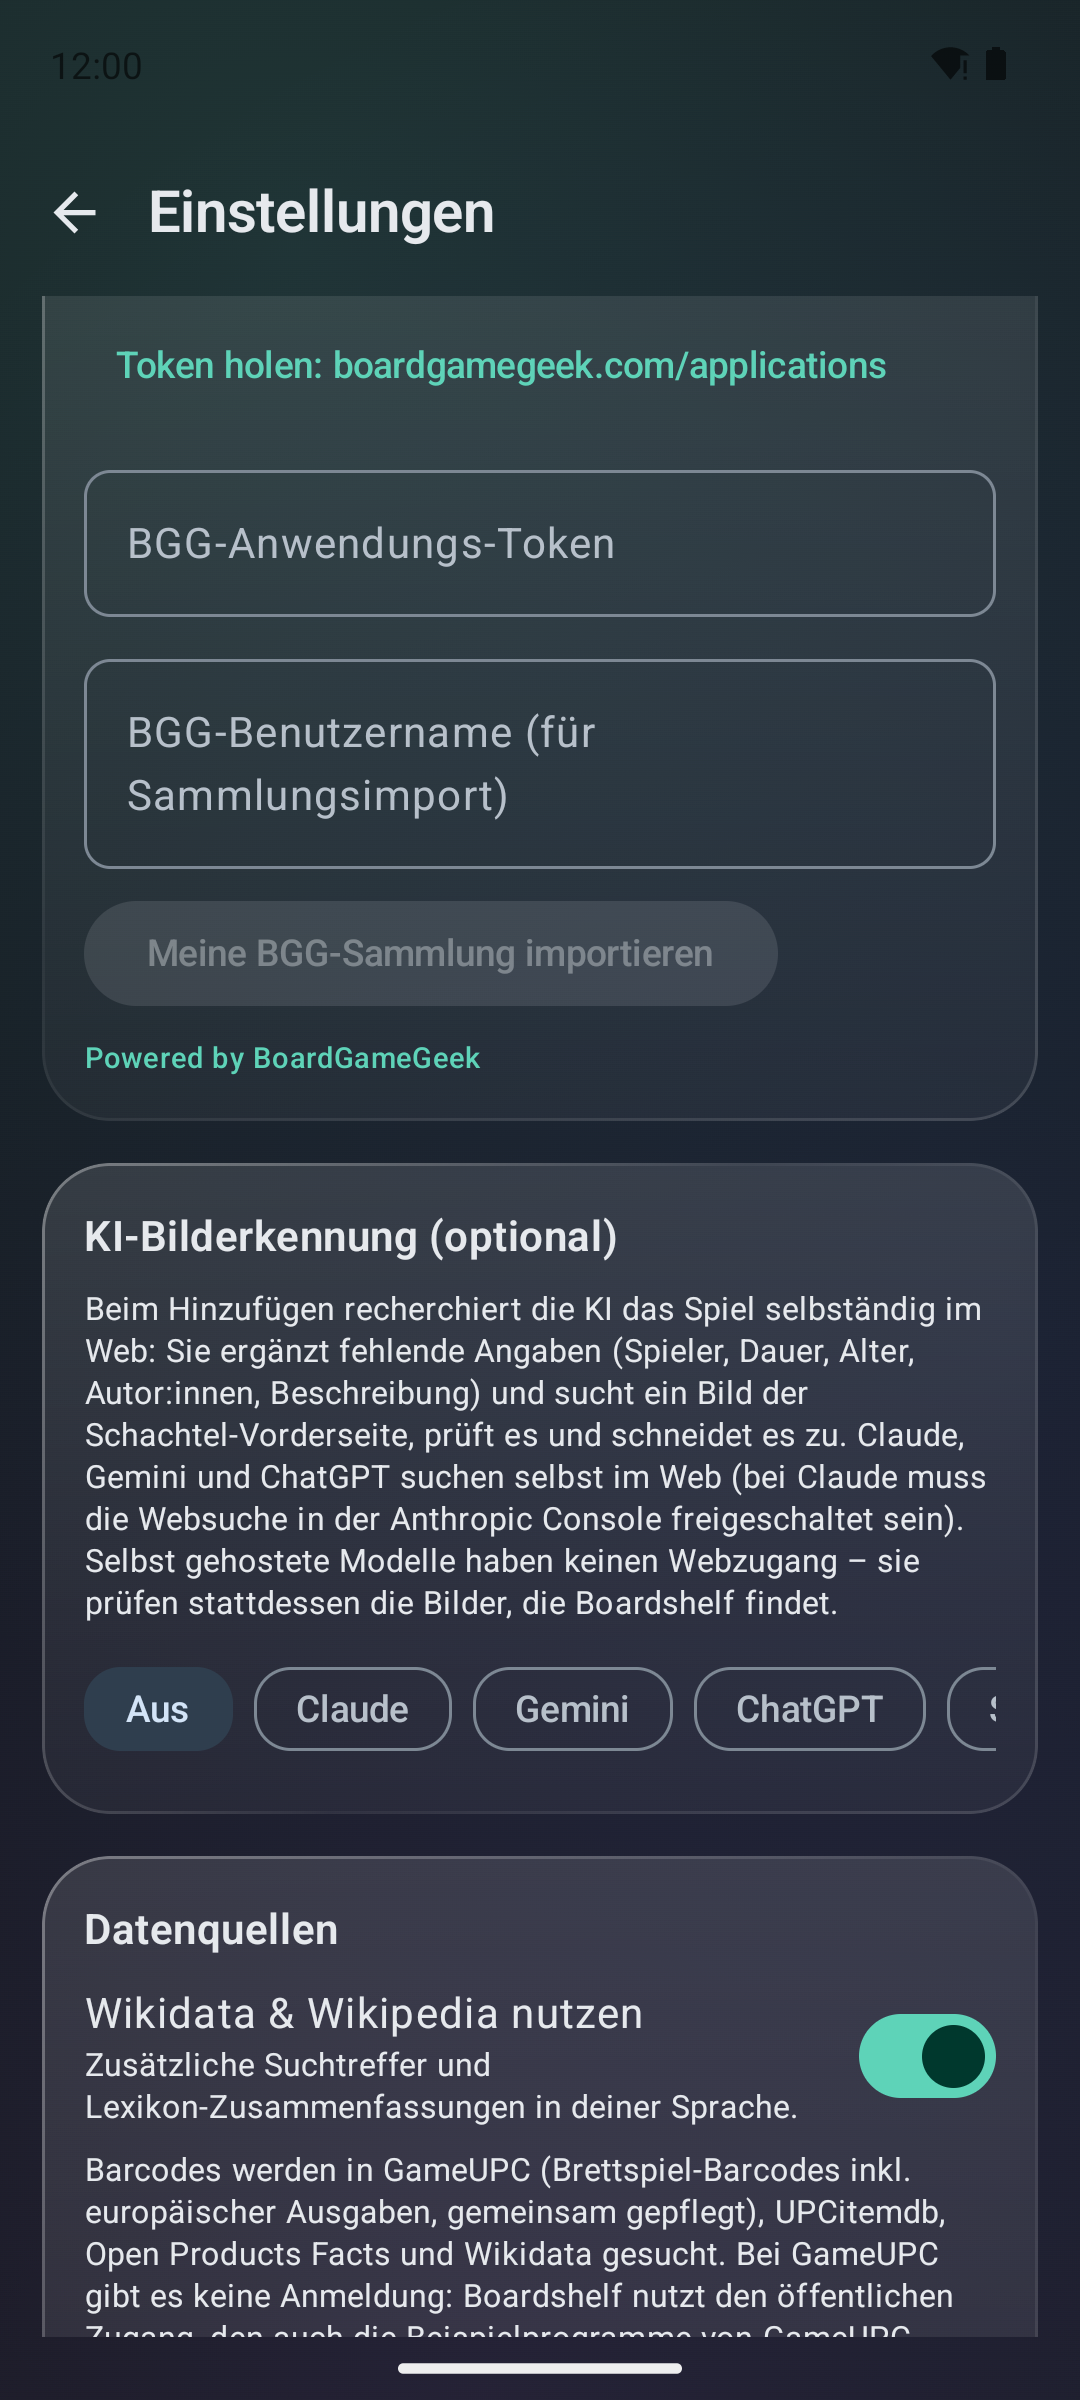 12:00
Einstellungen
Token holen: boardgamegeek.com/applications
BGG-Anwendungs-Token
BGG-Benutzername (für
Sammlungsimport)
Meine BGG-Sammlung importieren
Powered by BoardGameGeek
KI-Bilderkennung (optional)
Beim Hinzufügen recherchiert die KI das Spiel selbständig im
Web: Sie ergänzt fehlende Angaben (Spieler, Dauer, Alter,
Autor:innen, Beschreibung) und sucht ein Bild der
Schachtel-Vorderseite, prüft es und schneidet es zu. Claude,
Gemini und ChatGPT suchen selbst im Web (bei Claude muss
die Websuche in der Anthropic Console freigeschaltet sein).
Selbst gehostete Modelle haben keinen Webzugang – sie
prüfen stattdessen die Bilder, die Boardshelf findet.
Aus Claude Gemini ChatGPT
Datenquellen
Wikidata & Wikipedia nutzen
Zusätzliche Suchtreffer und
Lexikon-Zusammenfassungen in deiner Sprache.
Barcodes werden in GameUPC (Brettspiel-Barcodes inkl.
europäischer Ausgaben, gemeinsam gepflegt), UPCitemdb,
Open Products Facts und Wikidata gesucht. Bei GameUPC
gibt es keine Anmeldung: Boardshelf nutzt den öffentlichen
Zugang, den auch die Beispielprogramme von GameUPC